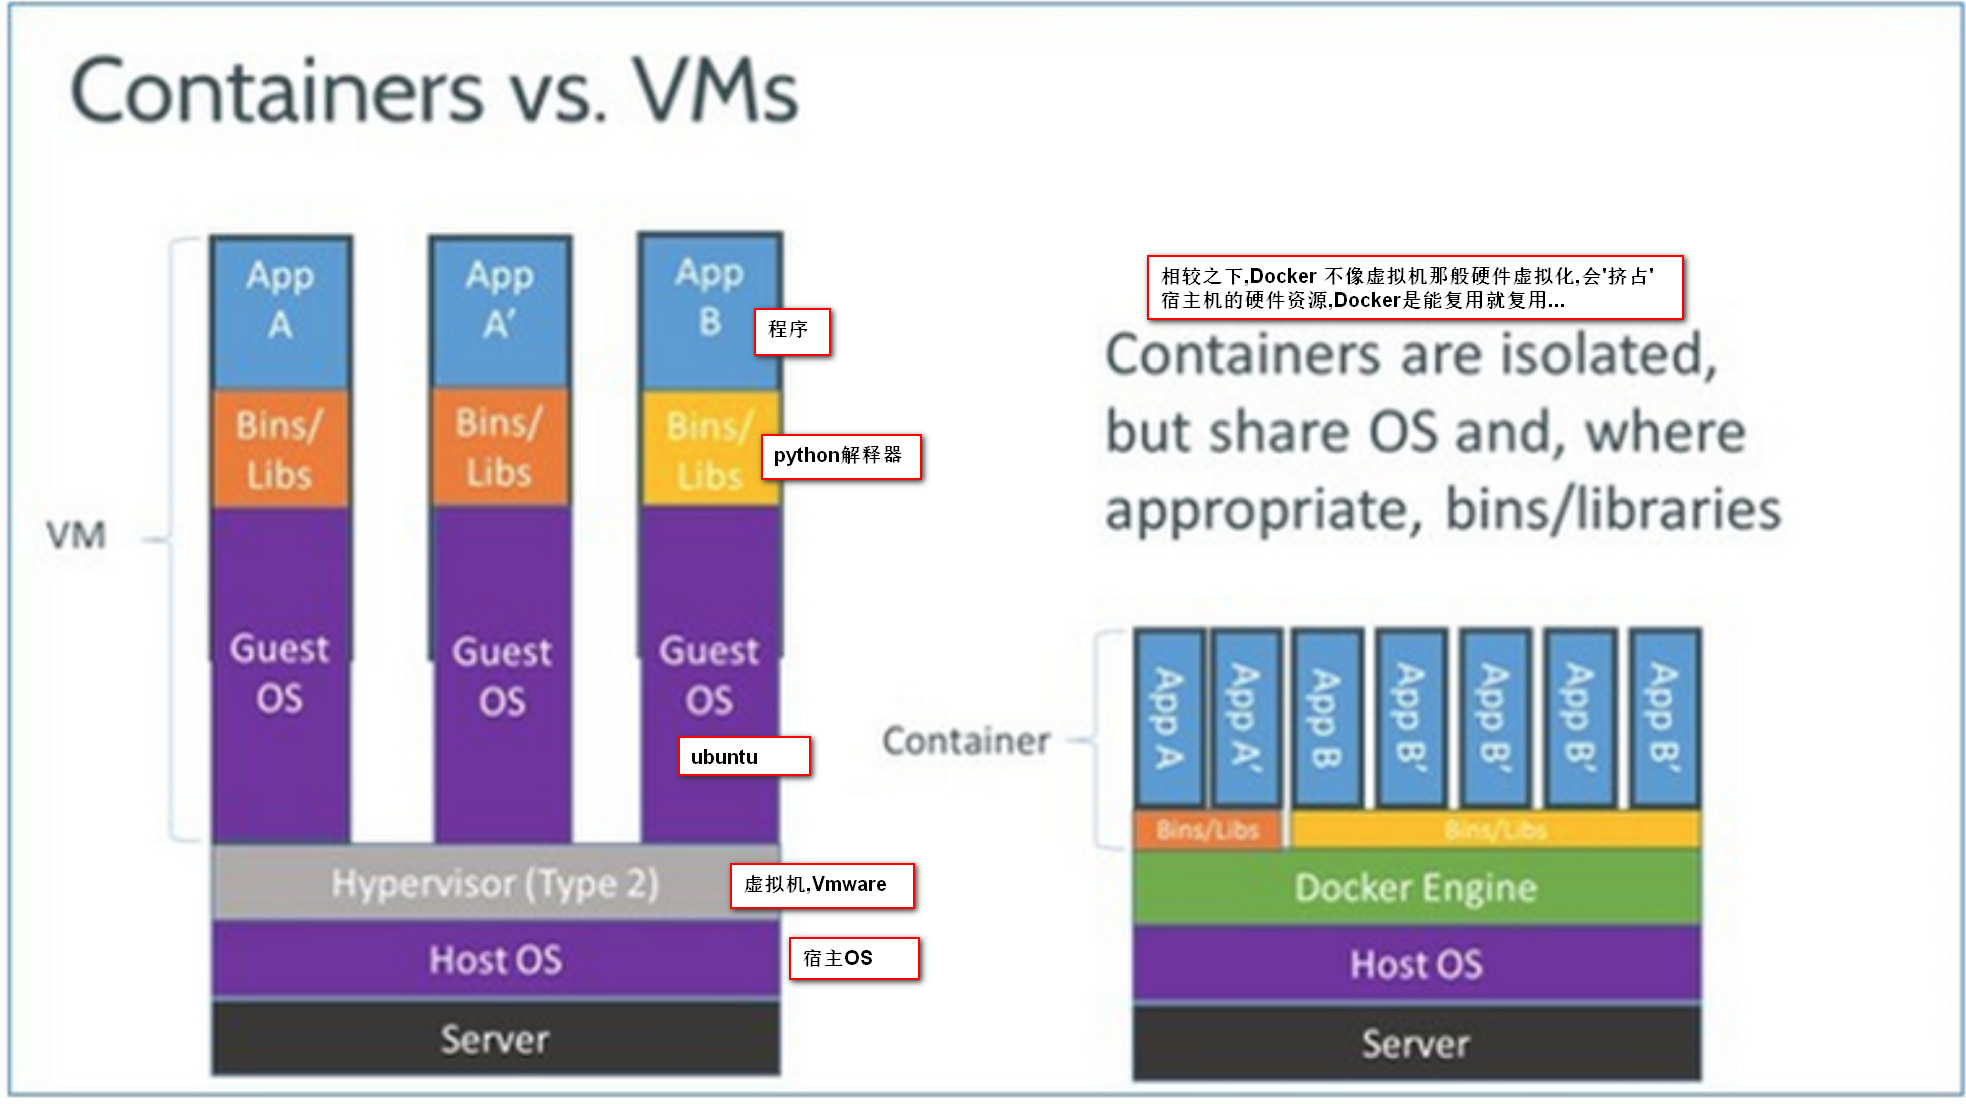 Containers vs. VMs
App
A
App
A’
App
B
程序
Bins/
Libs
Bins/
Libs
Bins/
Libs
python解释器
VM
Guest
OS
Guest
OS
Guest
OS
ubuntu
Hypervisor (Type 2)
虚拟机,Vmware
Host OS
宿主OS
Server
相较之下,Docker 不像虚拟机那般硬件虚拟化,会'挤占'
宿主机的硬件资源,Docker是能复用就复用...
Containers are isolated,
but share OS and, where
appropriate, bins/libraries
Container
App A
App A’
App B
App B’
App B’
App B’
App B’
Bins/Libs
Bins/Libs
Docker Engine
Host OS
Server